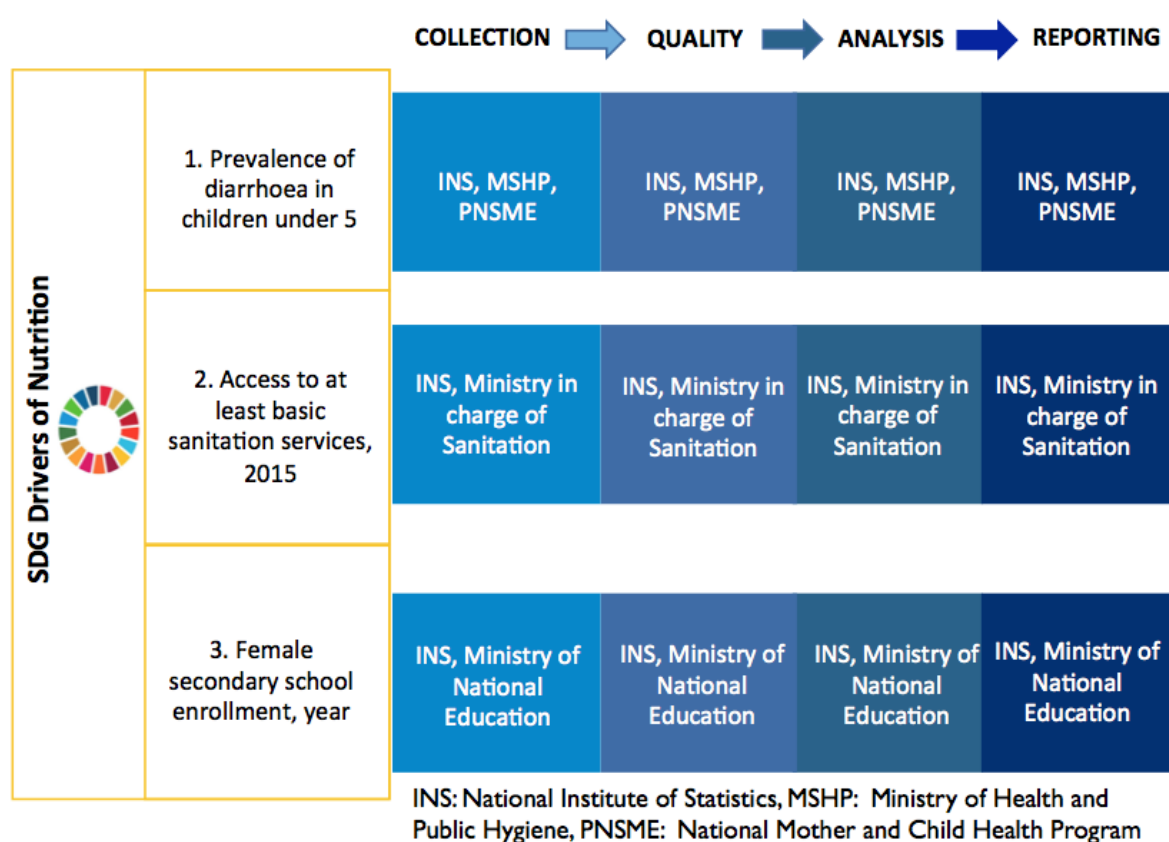 COLLECTION QUALITY ANALYSIS REPORTING
SDG Drivers of Nutrition
1. Prevalence of
diarrhoea in
children under 5
INS, MSHP,
PNSME
INS, MSHP,
PNSME
INS, MSHP,
PNSME
INS, MSHP,
PNSME
2. Access to at
least basic
sanitation services,
2015
INS, Ministry in
charge of
Sanitation
INS, Ministry in
charge of
Sanitation
INS, Ministry in
charge of
Sanitation
INS, Ministry in
charge of
Sanitation
3. Female
secondary school
enrollment, year
INS, Ministry of
National
Education
INS, Ministry of
National
Education
INS, Ministry of
National
Education
INS, Ministry of
National
Education
INS: National Institute of Statistics, MSHP: Ministry of Health and
Public Hygiene, PNSME: National Mother and Child Health Program